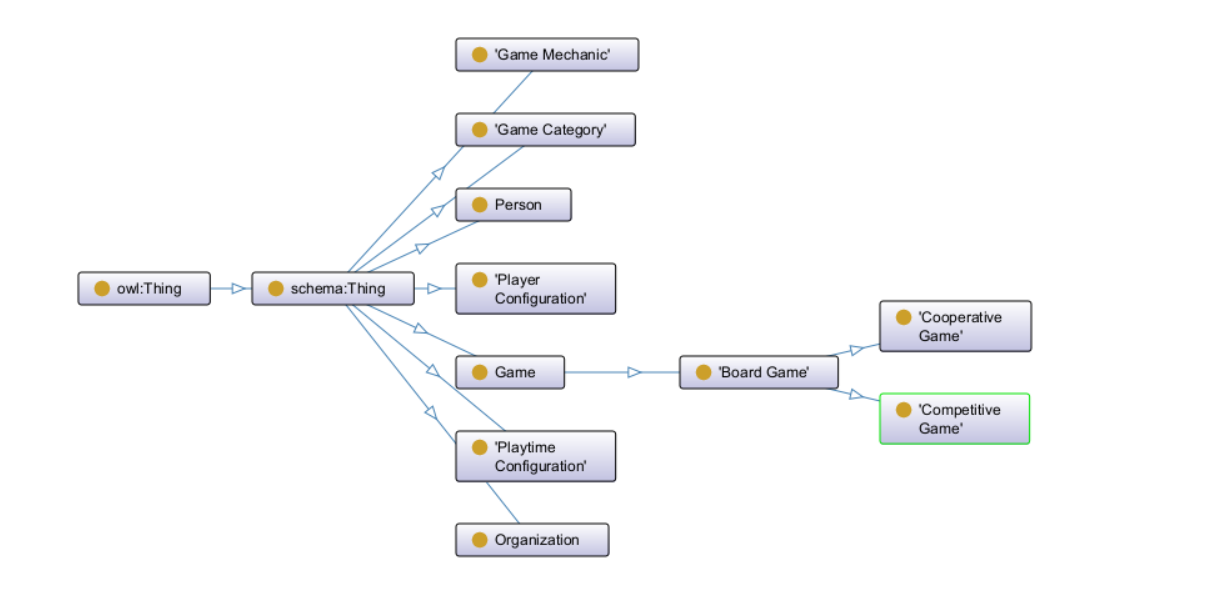 'Game Mechanic'
'Game Category'
Person
owl:Thing
schema:Thing
'Player
Configuration'
Game
'Board Game'
'Cooperative
Game'
'Competitive
Game'
'Playtime
Configuration'
Organization